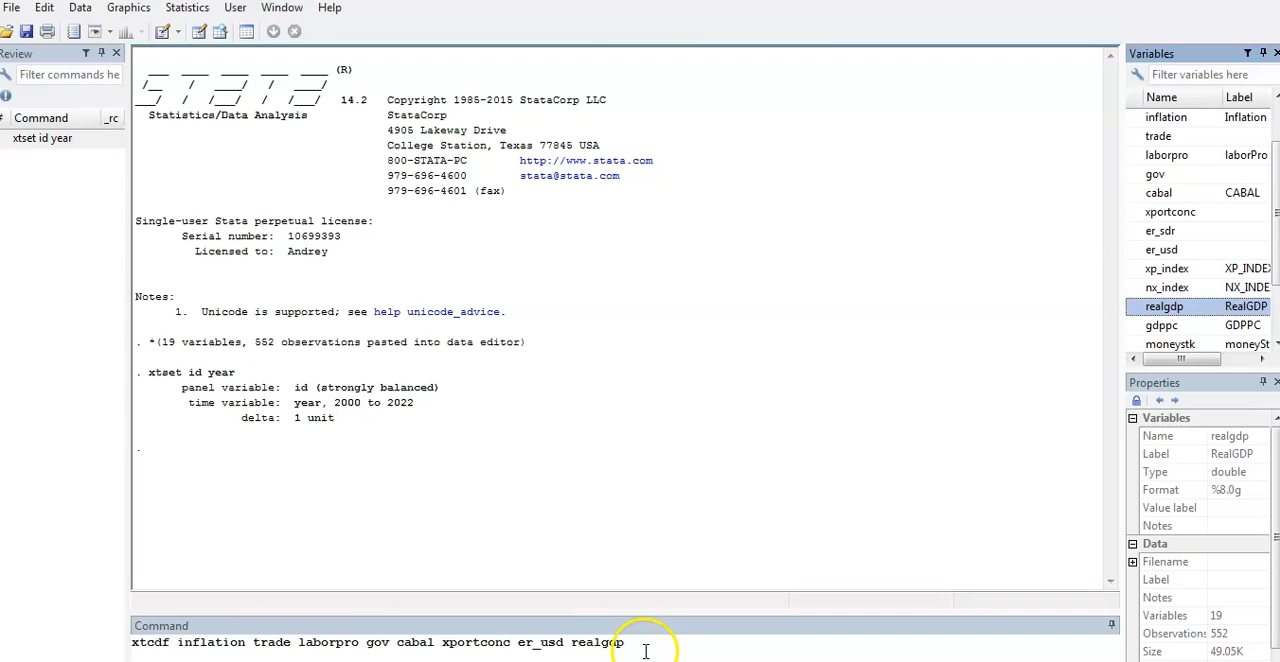 File Edit Data Graphics Statistics User Window Help
Review
Filter commands he
# Command _rc
xtset id year
(R)
14.2 Copyright 1985-2015 StataCorp LLC
Statistics/Data Analysis StataCorp
4905 Lakeway Drive
College Station, Texas 77845 USA
800-STATA-PC http://www.stata.com
979-696-4600 stata@stata.com
979-696-4601 (fax)
Single-user Stata perpetual license:
Serial number: 10699393
Licensed to: Andrey
Notes:
1. Unicode is supported; see help unicode_advice.
. *(19 variables, 552 observations pasted into data editor)
. xtset id year
panel variable: id (strongly balanced)
time variable: year, 2000 to 2022
delta: 1 unit
.
Command
xtcdf inflation trade laborpro gov cabal xportconc er_usd realgdp
Variables
Filter variables here
Name Label
inflation Inflation
trade
laborpro laborPro
gov
cabal CABAL
xportconc
er_sdr
er_usd
xp_index XP_INDE
nx_index NX_INDE
realgdp RealGDP
gdppc GDPPC
moneystk moneySt
Properties
Variables
Name realgdp
Label RealGDP
Type double
Format %8.0g
Value label
Notes
Data
Filename
Label
Notes
Variables 19
Observations 552
Size 49.05K